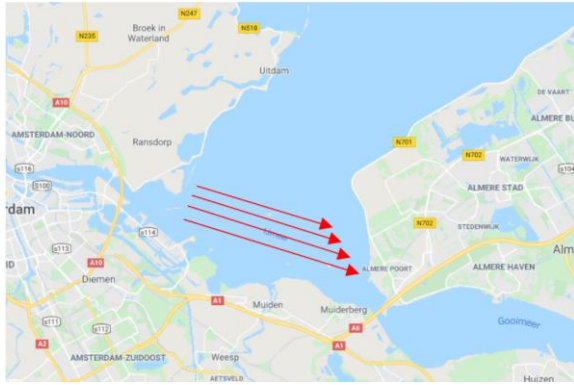 N247
Broek in
Waterland
N518
N235
Uitdam
DE VAART
A10
ALMERE BU
AMSTERDAM-NOORD
Ransdorp
N701
N702
WATERWIJK
s116
s104
s100
ALMERE STAD
rdam
N702
STEDENWIJK
s114
s113
Alm
ID
A10
ALMERE POORT
ALMERE HAVEN
Diemen
A1
Muiden
Muiderberg
s111
A6
Gooimeer
s112
A2
A1
AMSTERDAM-ZUIDOOST
Weesp
AETSVELD
Huizen